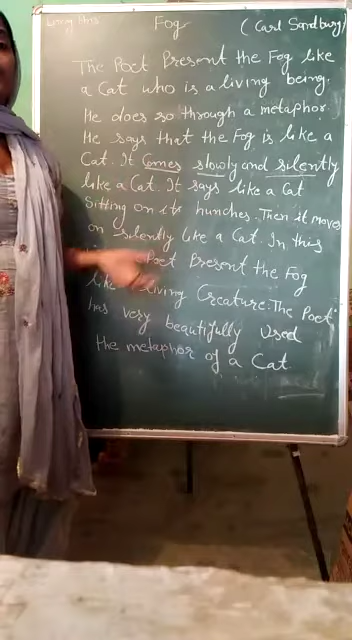 Fog (Carl Sandburg)
The Poet Present the Fog like
a Cat who is a living being.
He does so through a metaphor.
He says that the Fog is like a
Cat. It Comes slowly and silently
like a Cat. It says like a Cat
Sitting on its hunches. Then it moves
on silently like a Cat. In this
Poet Present the Fog
like living Creature. The Poet
has very beautifully Used
the metaphor of a Cat